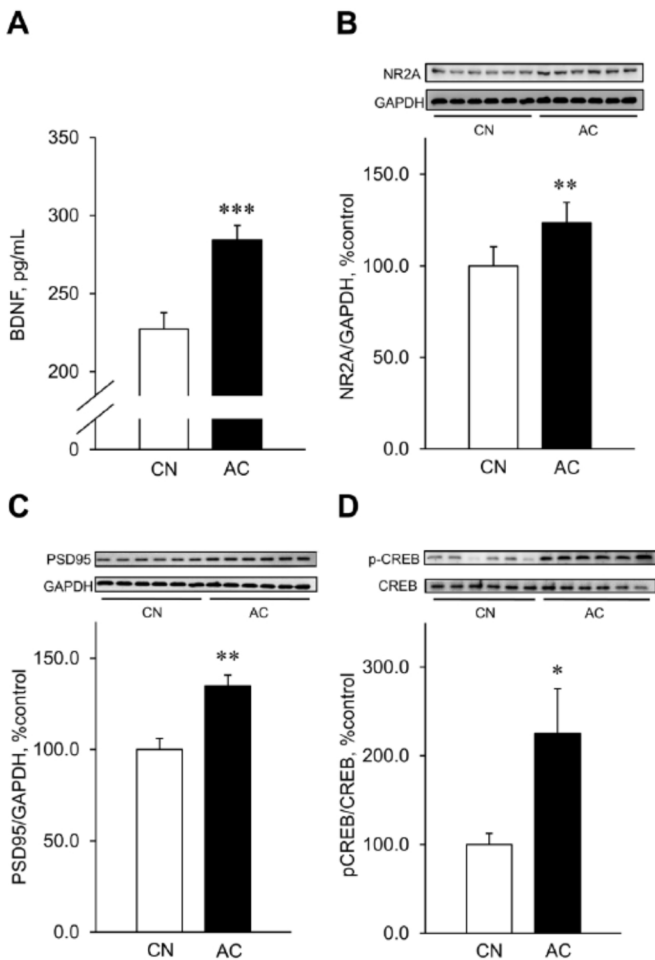 A
BDNF, pg/mL
350
300
250
200
0
***
CN AC
B
NR2A
GAPDH
CN AC
NR2A/GAPDH, %control
150.0
100.0
50.0
0.0
**
CN AC
C
PSD95
GAPDH
CN AC
PSD95/GAPDH, %control
150.0
100.0
50.0
0.0
**
CN AC
D
p-CREB
CREB
CN AC
pCREB/CREB, %control
300.0
200.0
100.0
0.0
*
CN AC